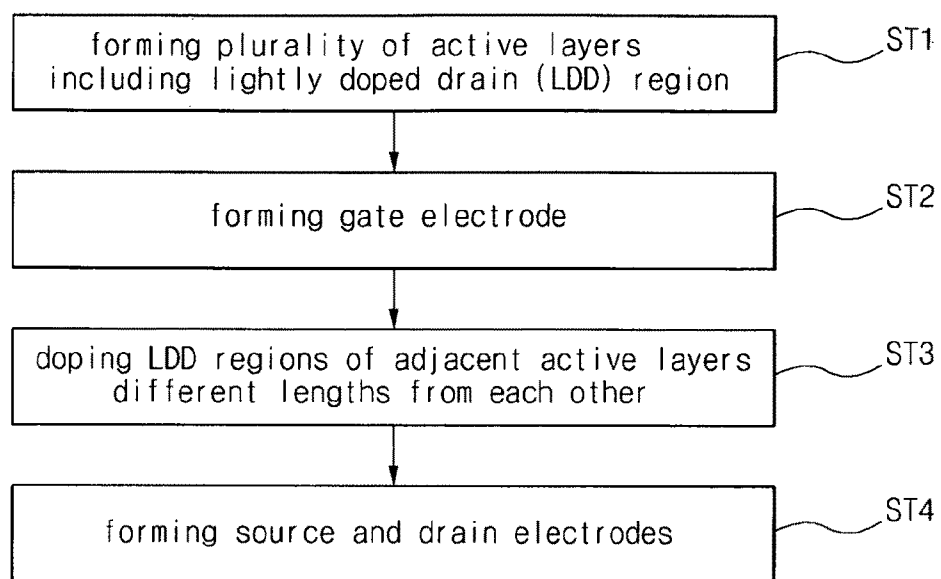 forming plurality of active layers
including lightly doped drain (LDD) region
ST1
forming gate electrode
ST2
doping LDD regions of adjacent active layers
different lengths from each other
ST3
forming source and drain electrodes
ST4